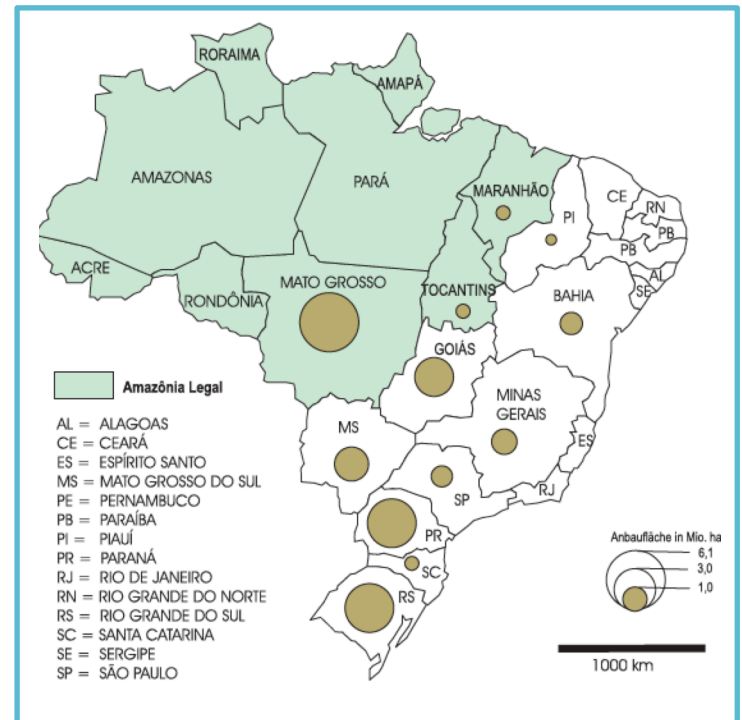 RORAIMA
AMAPÁ
AMAZONAS
PARÁ
MARANHÃO
CE
RN
PI
PB
PB
ACRE
RONDÔNIA
MATO GROSSO
TOCANTINS
AL
SE
BAHIA
GOIÁS
MINAS
GERAIS
Amazônia Legal
MS
ES
SP
RJ
PR
SC
RS
AL = ALAGOAS
CE = CEARÁ
ES = ESPÍRITO SANTO
MS = MATO GROSSO DO SUL
PE = PERNAMBUCO
PB = PARAÍBA
PI = PIAUÍ
PR = PARANÁ
RJ = RIO DE JANEIRO
RN = RIO GRANDE DO NORTE
RS = RIO GRANDE DO SUL
SC = SANTA CATARINA
SE = SERGIPE
SP = SÃO PAULO
Anbaufläche in Mio. ha
6,1
3,0
1,0
1000 km